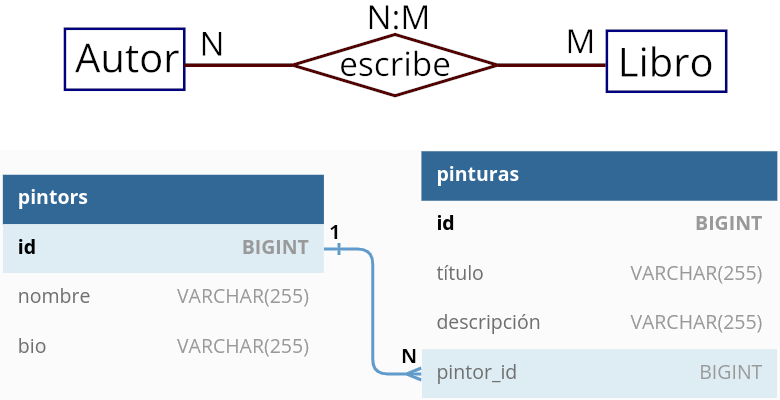 N:M
Autor N escribe M Libro
pintors
id BIGINT
nombre VARCHAR(255)
bio VARCHAR(255)
1
N
pinturas
id BIGINT
título VARCHAR(255)
descripción VARCHAR(255)
pintor_id BIGINT